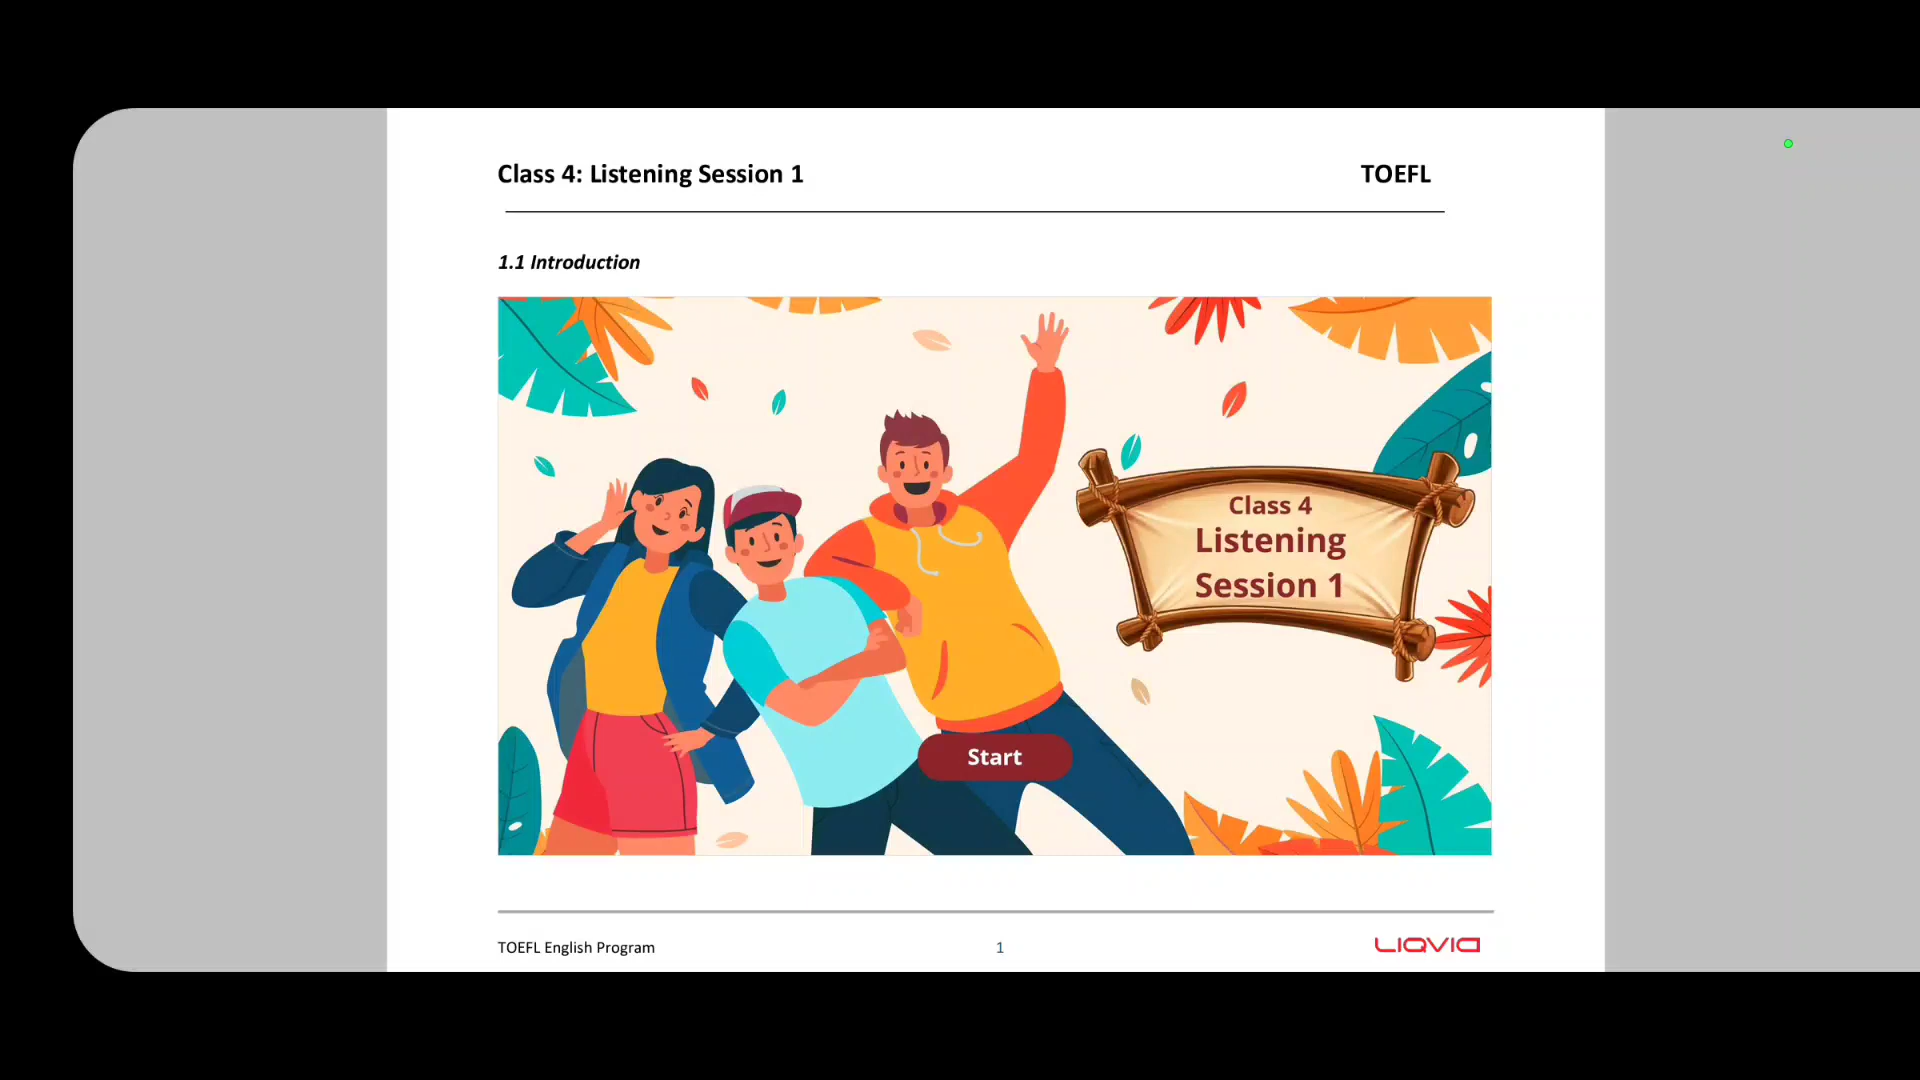 Class 4: Listening Session 1 TOEFL
1.1 Introduction
Class 4
Listening
Session 1
Start
TOEFL English Program 1 LIQVID